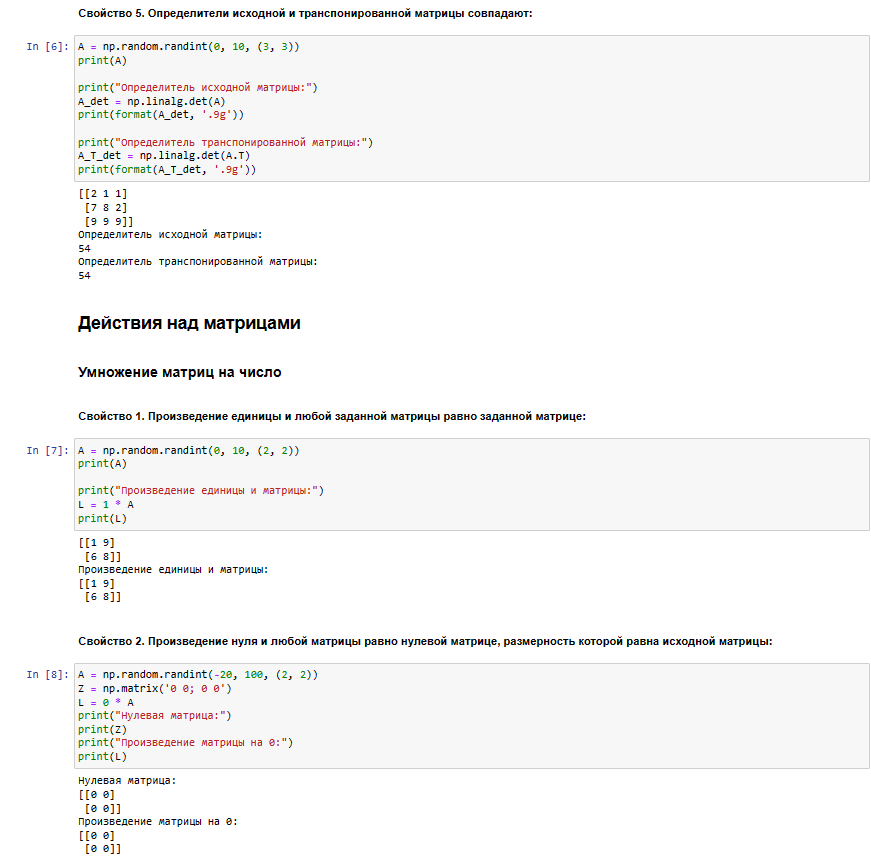 Свойство 5. Определители исходной и транспонированной матрицы совпадают:
In [6]: A = np.random.randint(0, 10, (3, 3))
print(A)
print("Определитель исходной матрицы:")
A_det = np.linalg.det(A)
print(format(A_det, '.9g'))
print("Определитель транспонированной матрицы:")
A_T_det = np.linalg.det(A.T)
print(format(A_T_det, '.9g'))
[[2 1 1]
[7 8 2]
[9 9 9]]
Определитель исходной матрицы:
54
Определитель транспонированной матрицы:
54
Действия над матрицами
Умножение матриц на число
Свойство 1. Произведение единицы и любой заданной матрицы равно заданной матрице:
In [7]: A = np.random.randint(0, 10, (2, 2))
print(A)
print("Произведение единицы и матрицы:")
L = 1 * A
print(L)
[[1 9]
[6 8]]
Произведение единицы и матрицы:
[[1 9]
[6 8]]
Свойство 2. Произведение нуля и любой матрицы равно нулевой матрице, размерность которой равна исходной матрицы:
In [8]: A = np.random.randint(-20, 100, (2, 2))
Z = np.matrix('0 0; 0 0')
L = 0 * A
print("Нулевая матрица:")
print(Z)
print("Произведение матрицы на 0:")
print(L)
Нулевая матрица:
[[0 0]
[0 0]]
Произведение матрицы на 0:
[[0 0]
[0 0]]